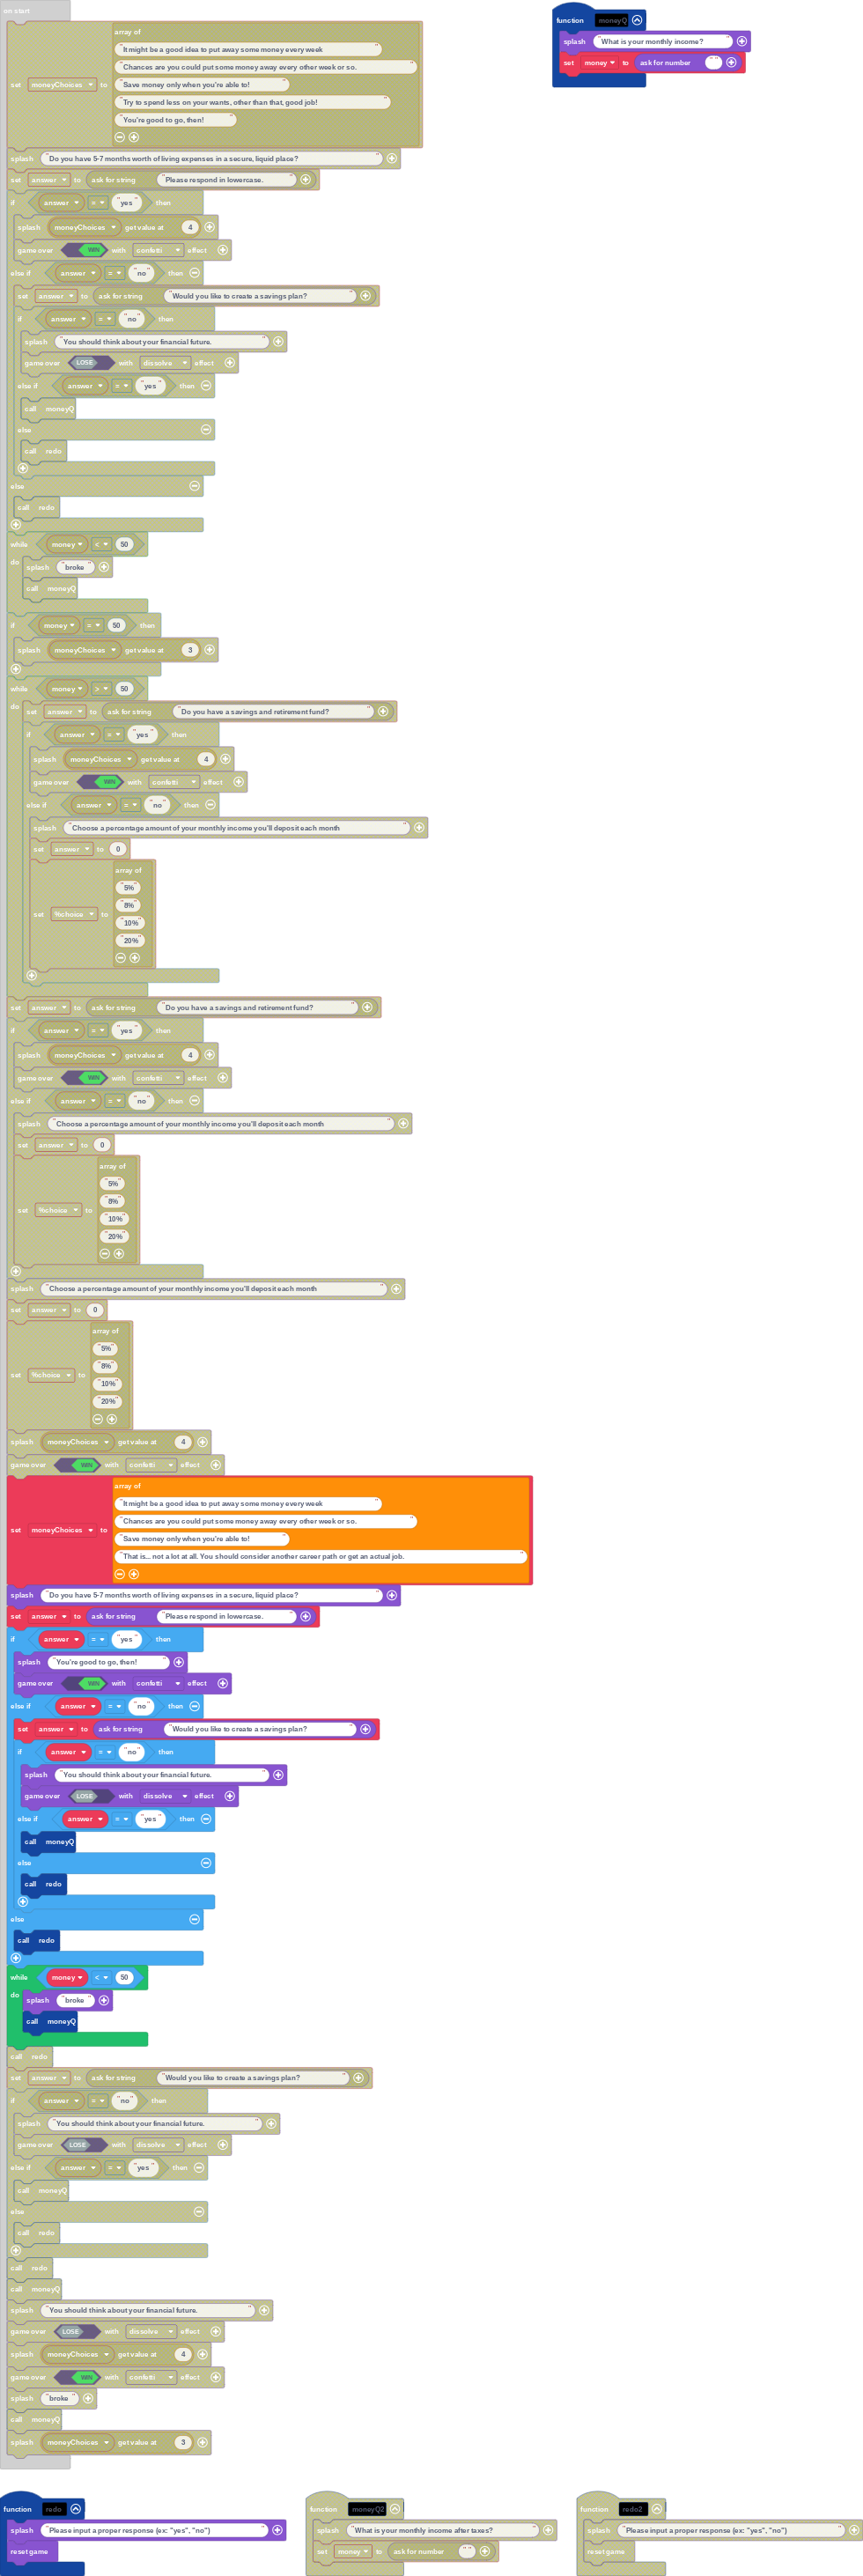 on start
set moneyChoices to array of
"It might be a good idea to put away some money every week"
"Chances are you could put some money away every other week or so."
"Save money only when you're able to!"
"Try to spend less on your wants, other than that, good job!"
"You're good to go, then!"
splash "Do you have 5-7 months worth of living expenses in a secure, liquid place?"
set answer to ask for string "Please respond in lowercase."
if answer = "yes" then
splash moneyChoices get value at 4
game over WIN with confetti effect
else if answer = "no" then
set answer to ask for string "Would you like to create a savings plan?"
if answer = "no" then
splash "You should think about your financial future."
game over LOSE with dissolve effect
else if answer = "yes" then
call moneyQ
else
call redo
else
call redo
while money < 50
do splash "broke"
call moneyQ
if money = 50 then
splash moneyChoices get value at 3
while money > 50
do set answer to ask for string "Do you have a savings and retirement fund?"
if answer = "yes" then
splash moneyChoices get value at 4
game over WIN with confetti effect
else if answer = "no" then
splash "Choose a percentage amount of your monthly income you'll deposit each month"
set answer to 0
set %choice to array of
"5%"
"8%"
"10%"
"20%"
set answer to ask for string "Do you have a savings and retirement fund?"
if answer = "yes" then
splash moneyChoices get value at 4
game over WIN with confetti effect
else if answer = "no" then
splash "Choose a percentage amount of your monthly income you'll deposit each month"
set answer to 0
set %choice to array of
"5%"
"8%"
"10%"
"20%"
splash "Choose a percentage amount of your monthly income you'll deposit each month"
set answer to 0
set %choice to array of
"5%"
"8%"
"10%"
"20%"
splash moneyChoices get value at 4
game over WIN with confetti effect
set moneyChoices to array of
"It might be a good idea to put away some money every week"
"Chances are you could put some money away every other week or so."
"Save money only when you're able to!"
"That is... not a lot at all. You should consider another career path or get an actual job."
splash "Do you have 5-7 months worth of living expenses in a secure, liquid place?"
set answer to ask for string "Please respond in lowercase."
if answer = "yes" then
splash "You're good to go, then!"
game over WIN with confetti effect
else if answer = "no" then
set answer to ask for string "Would you like to create a savings plan?"
if answer = "no" then
splash "You should think about your financial future."
game over LOSE with dissolve effect
else if answer = "yes" then
call moneyQ
else
call redo
else
call redo
while money < 50
do splash "broke"
call moneyQ
call redo
set answer to ask for string "Would you like to create a savings plan?"
if answer = "no" then
splash "You should think about your financial future."
game over LOSE with dissolve effect
else if answer = "yes" then
call moneyQ
else
call redo
call redo
call moneyQ
splash "You should think about your financial future."
game over LOSE with dissolve effect
splash moneyChoices get value at 4
game over WIN with confetti effect
splash "broke"
call moneyQ
splash moneyChoices get value at 3
function moneyQ
splash "What is your monthly income?"
set money to ask for number " "
function redo
splash "Please input a proper response (ex: "yes", "no")
reset game
function moneyQ2
splash "What is your monthly income after taxes?"
set money to ask for number " "
function redo2
splash "Please input a proper response (ex: "yes", "no")
reset game